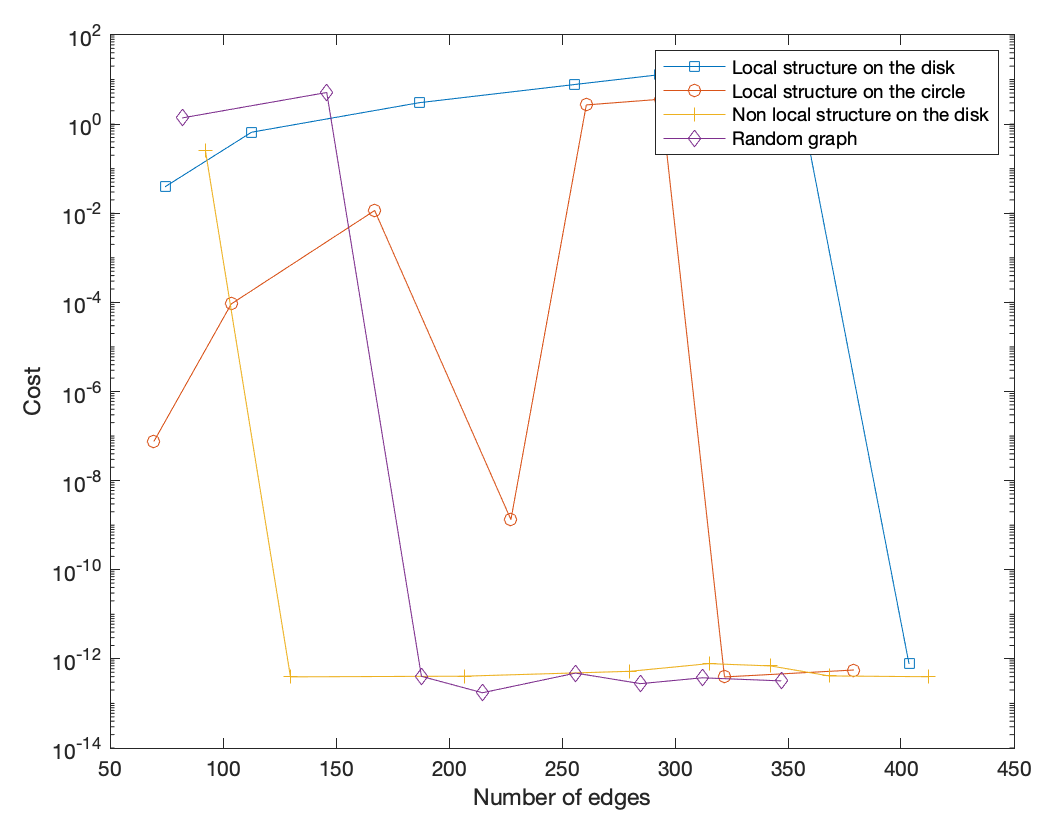 10^2
10^0
10^-2
10^-4
10^-6
10^-8
10^-10
10^-12
10^-14
Cost
50 100 150 200 250 300 350 400 450
Number of edges
Local structure on the disk
Local structure on the circle
Non local structure on the disk
Random graph